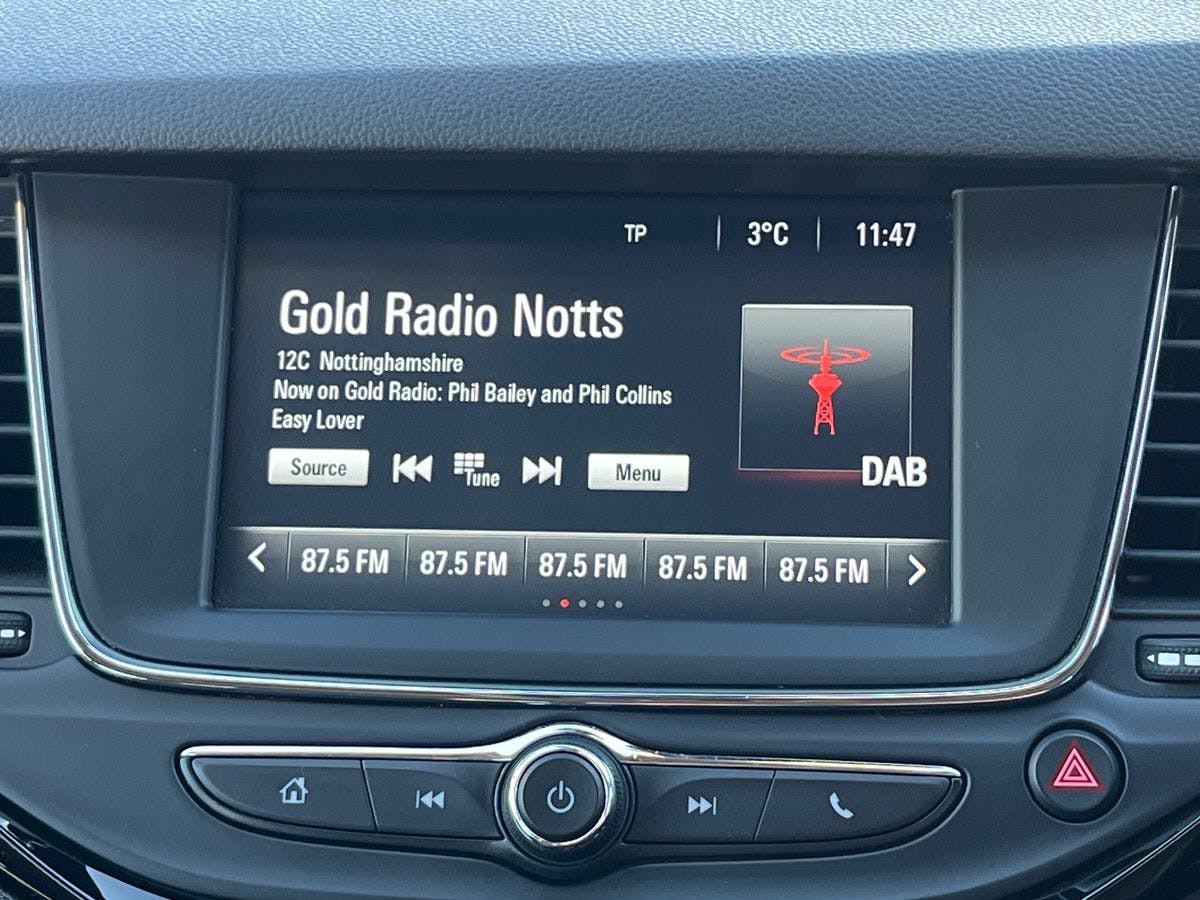 TP 3°C 11:47
Gold Radio Notts
12C Nottinghamshire
Now on Gold Radio: Phil Bailey and Phil Collins
Easy Lover
Source Tune Menu
DAB
87.5 FM 87.5 FM 87.5 FM 87.5 FM 87.5 FM